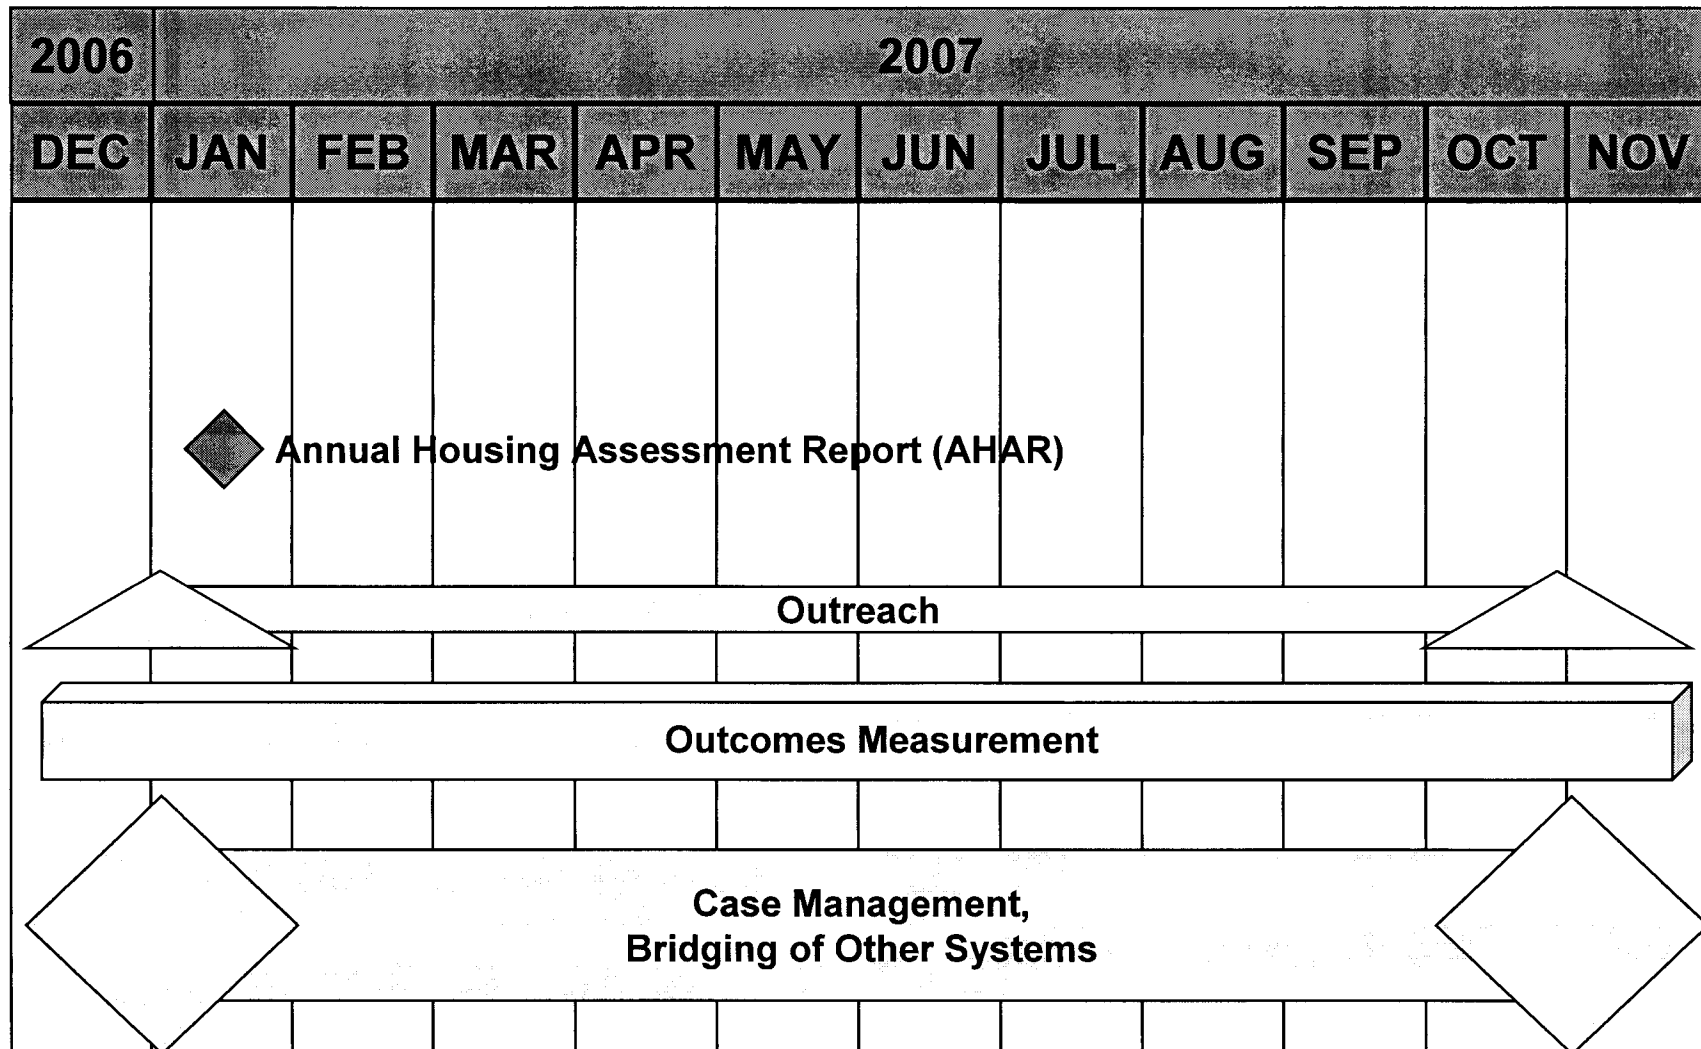 2006 2007
DEC JAN FEB MAR APR MAY JUN JUL AUG SEP OCT NOV
Annual Housing Assessment Report (AHAR)
Outreach
Outcomes Measurement
Case Management,
Bridging of Other Systems